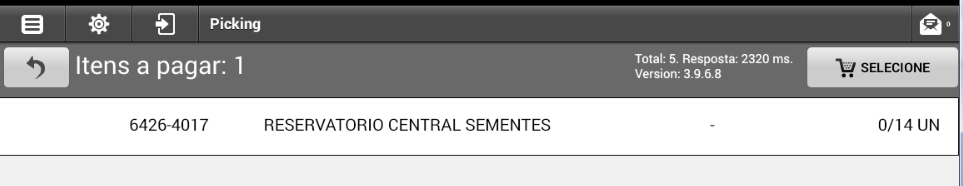 Picking
0
Itens a pagar: 1
Total: 5. Resposta: 2320 ms.
Version: 3.9.6.8
SELECIONE
6426-4017 RESERVATORIO CENTRAL SEMENTES - 0/14 UN